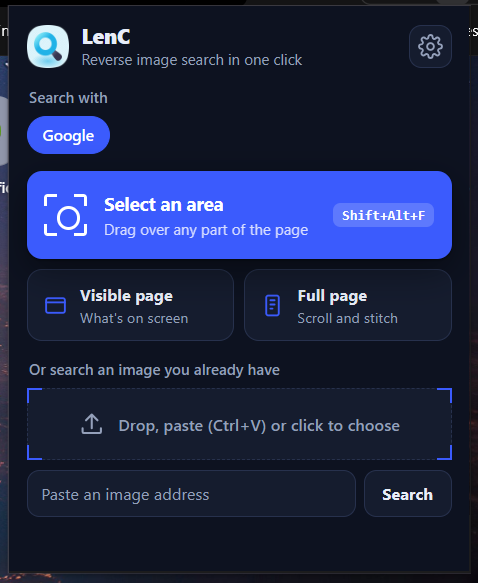 LenC
Reverse image search in one click
Search with
Google
Select an area
Drag over any part of the page
Shift+Alt+F
Visible page
What's on screen
Full page
Scroll and stitch
Or search an image you already have
Drop, paste (Ctrl+V) or click to choose
Paste an image address
Search